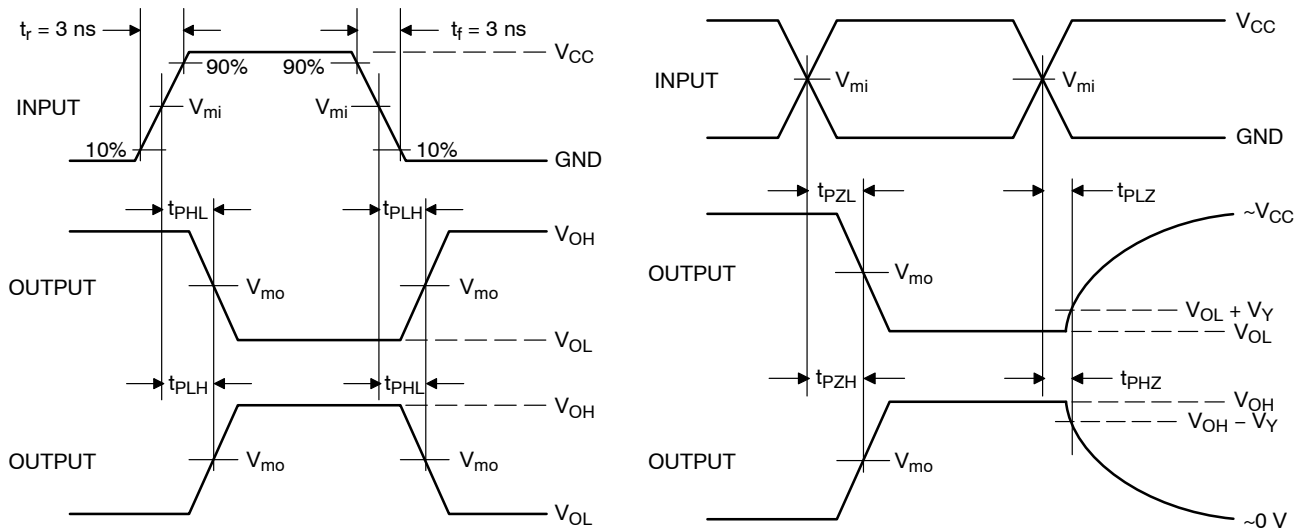 t_r = 3 ns
t_f = 3 ns
V_CC
90%
90%
INPUT
V_mi
V_mi
10%
10%
GND
t_PHL
t_PLH
V_OH
OUTPUT
V_mo
V_mo
V_OL
t_PLH
t_PHL
V_OH
OUTPUT
V_mo
V_mo
V_OL
V_CC
INPUT
V_mi
V_mi
GND
t_PZL
t_PLZ
~V_CC
OUTPUT
V_mo
V_OL + V_Y
V_OL
t_PZH
t_PHZ
V_OH
V_OH – V_Y
OUTPUT
V_mo
~0 V